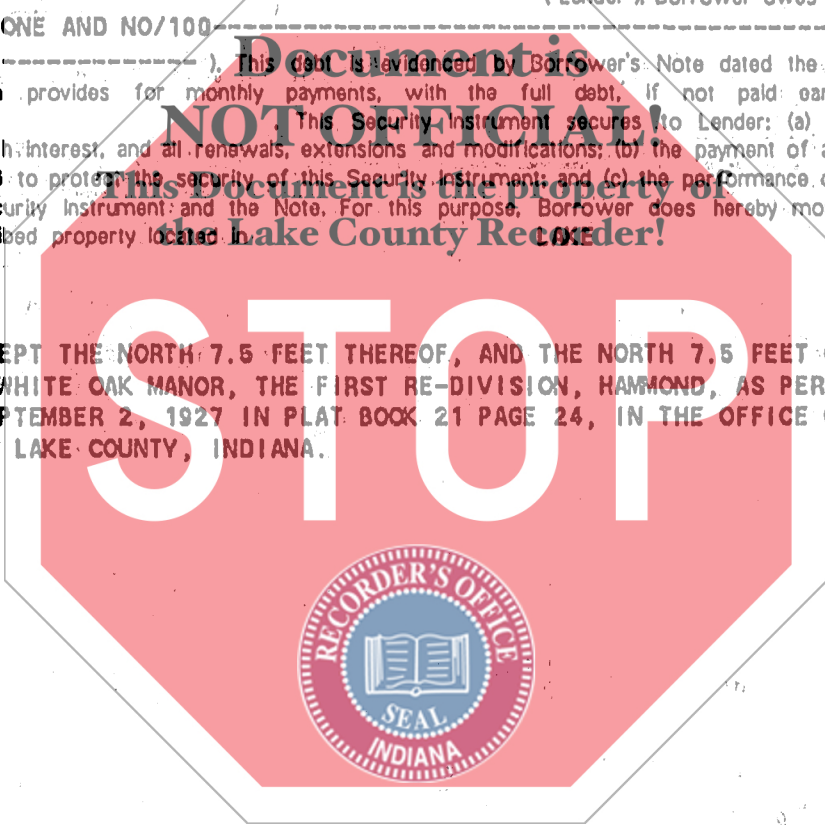 ONE AND NO/100--------------------------------
-------------------- ). This debt is evidenced by Borrower's Note dated the
provides for monthly payments, with the full debt, if not paid
This Security Instrument secures to Lender: (a)
interest, and all renewals, extensions and modifications; (b) the payment of
to protect the security of this Security Instrument; and (c) the performance
Instrument and the Note. For this purpose, Borrower does hereby
property located in LAKE
Document is
NOT OFFICIAL!
This Document is the property of
the Lake County Recorder!
THE NORTH 7.5 FEET THEREOF, AND THE NORTH 7.5 FEET
WHITE OAK MANOR, THE FIRST RE-DIVISION, HAMMOND, AS PER
PTEMBER 2, 1927 IN PLAT BOOK 21 PAGE 24, IN THE OFFICE
LAKE COUNTY, INDIANA.
STOP
RECORDER'S OFFICE
SEAL
INDIANA